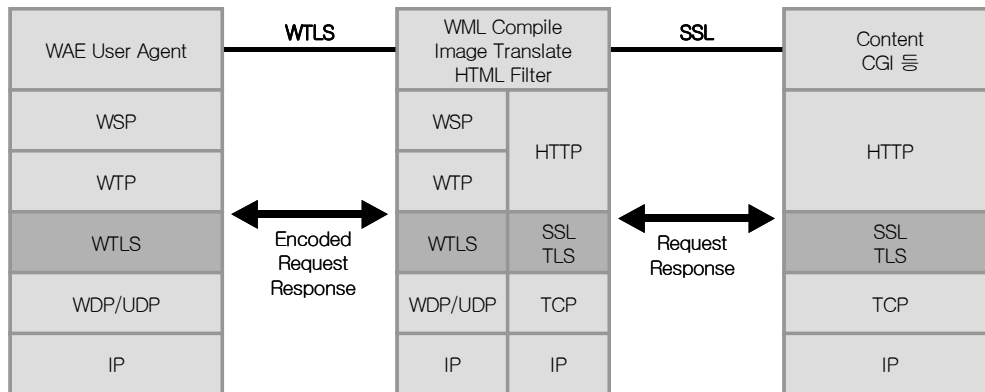 WAE User Agent
WSP
WTP
WTLS
WDP/UDP
IP
WTLS
Encoded
Request
Response
WML Compile
Image Translate
HTML Filter
WSP
WTP
WTLS
WDP/UDP
IP
HTTP
SSL
TLS
TCP
IP
SSL
Request
Response
Content
CGI 등
HTTP
SSL
TLS
TCP
IP